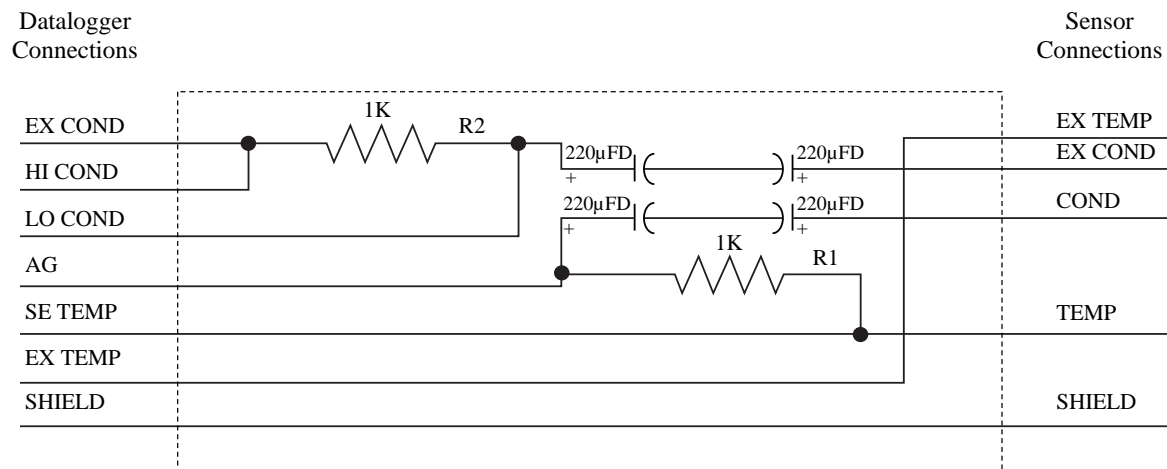 Datalogger
Connections
Sensor
Connections
1K
R2
EX COND
HI COND
LO COND
AG
SE TEMP
EX TEMP
SHIELD
220µFD
+
220µFD
+
220µFD
+
220µFD
+
1K
R1
EX TEMP
EX COND
COND
TEMP
SHIELD